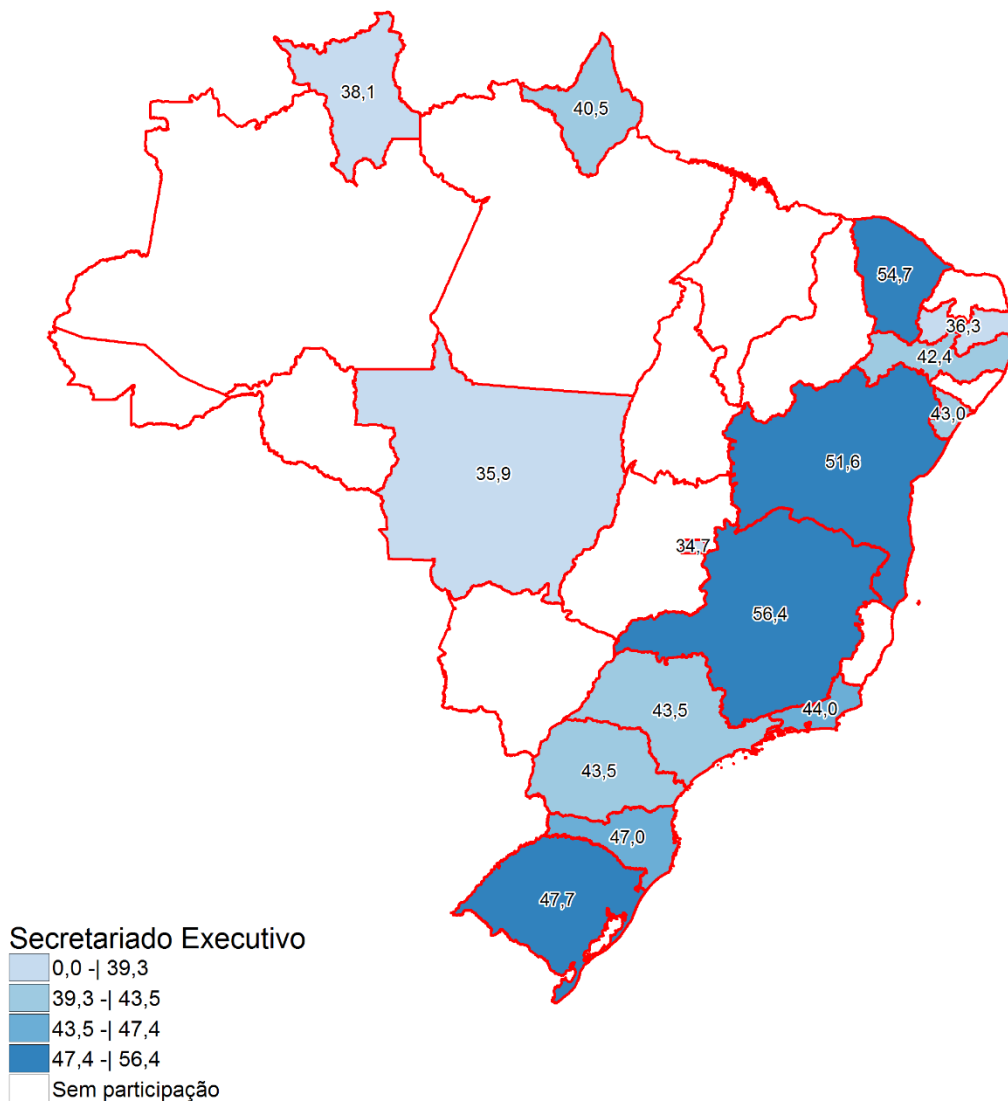 38,1
40,5
54,7
36,3
42,4
43,0
51,6
35,9
34,7
56,4
43,5
44,0
43,5
47,0
47,7
Secretariado Executivo
0,0 -| 39,3
39,3 -| 43,5
43,5 -| 47,4
47,4 -| 56,4
Sem participação